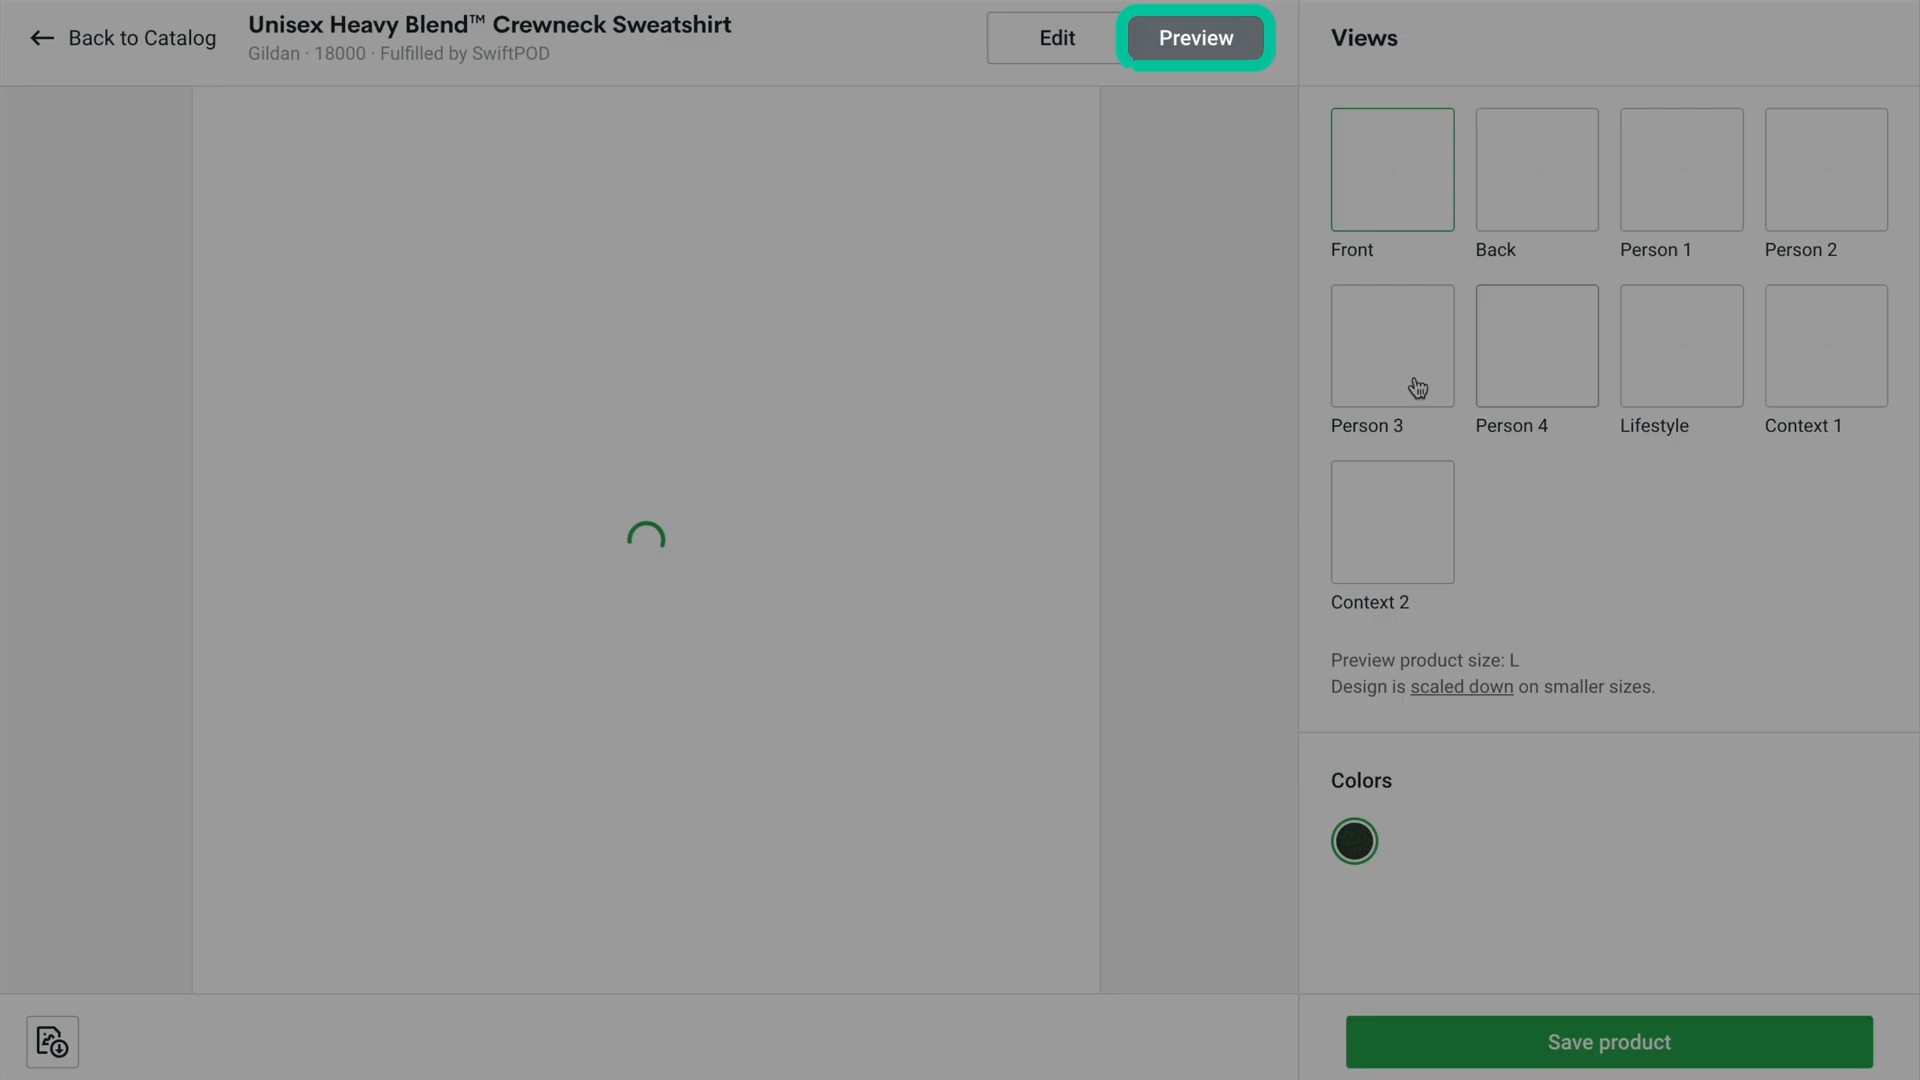 Back to Catalog
Unisex Heavy Blend™ Crewneck Sweatshirt
Gildan · 18000 · Fulfilled by SwiftPOD
Edit
Preview
Views
Front
Back
Person 1
Person 2
Person 3
Person 4
Lifestyle
Context 1
Context 2
Preview product size: L
Design is scaled down on smaller sizes.
Colors
Save product